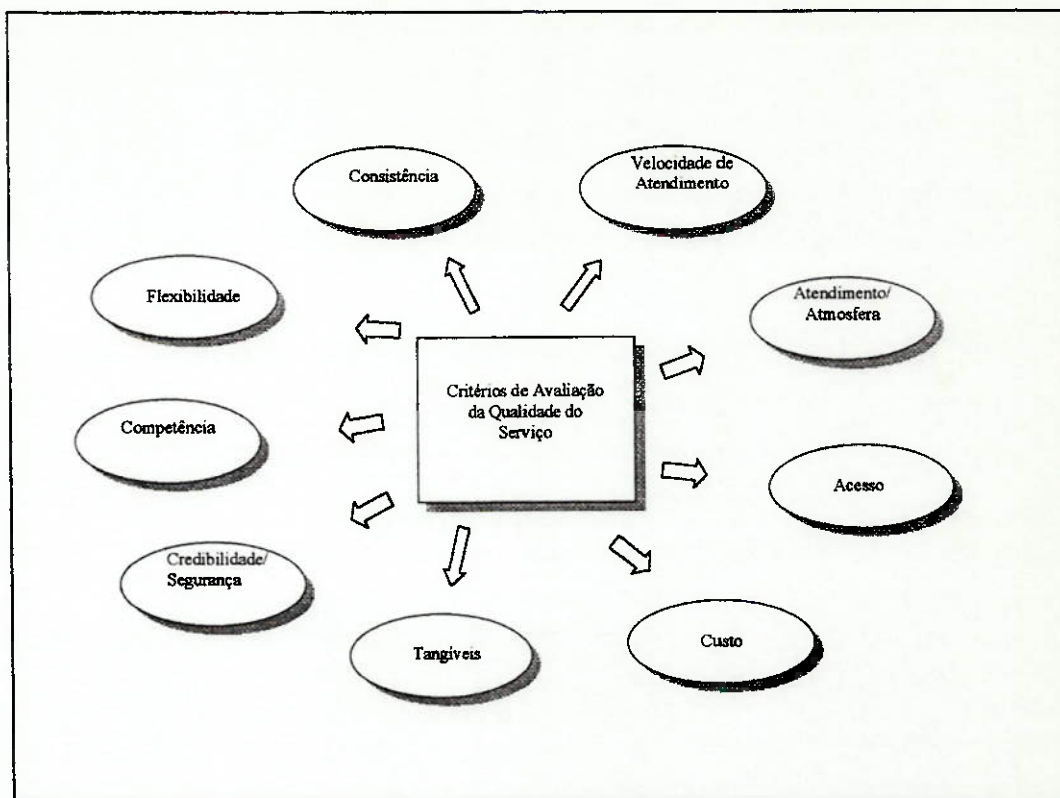 Consistência
Velocidade de
Atendimento
Flexibilidade
Atendimento/
Atmosfera
Critérios de Avaliação
da Qualidade do
Serviço
Competência
Acesso
Credibilidade/
Segurança
Tangíveis
Custo